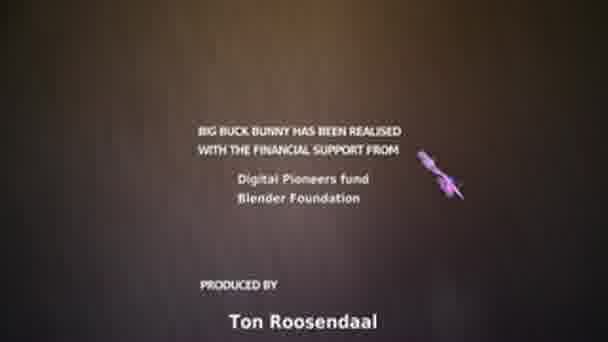 BIG BUCK BUNNY HAS BEEN REALISED
WITH THE FINANCIAL SUPPORT FROM
Digital Pioneers fund
Blender Foundation
PRODUCED BY
Ton Roosendaal